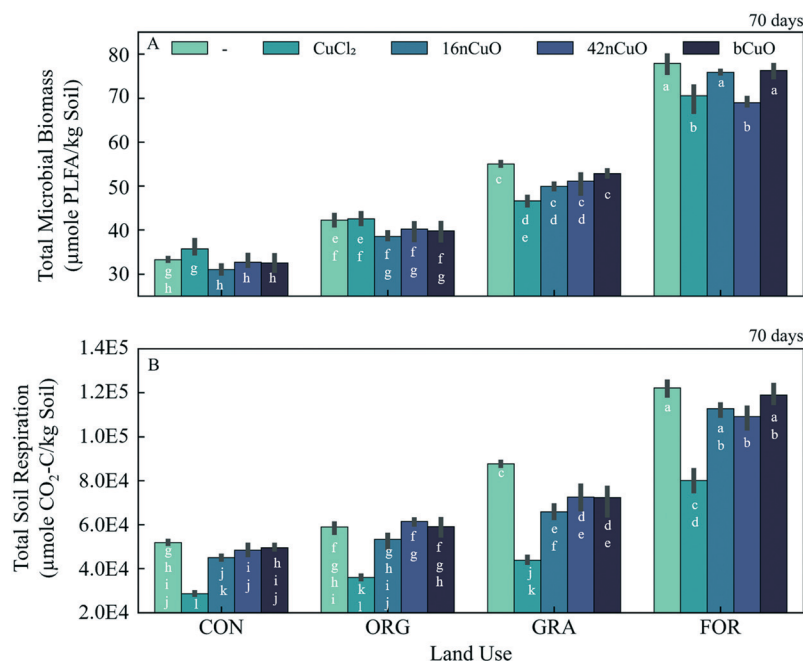 70 days
A
- CuCl₂ 16nCuO 42nCuO bCuO
Total Microbial Biomass
(μmole PLFA/kg Soil)
80
70
60
50
40
30
g
h
g
h
h
h
e
f
e
f
f
g
f
g
f
g
c
d
e
c
d
c
d
c
a
b
a
b
a
70 days
B
Total Soil Respiration
(μmole CO₂-C/kg Soil)
1.4E5
1.2E5
1.0E5
8.0E4
6.0E4
4.0E4
2.0E4
g
h
i
j
l
j
k
i
j
h
i
j
f
g
h
i
k
l
g
h
i
j
f
g
f
g
h
c
j
k
e
f
d
e
d
e
a
c
d
a
b
b
a
b
CON ORG GRA FOR
Land Use